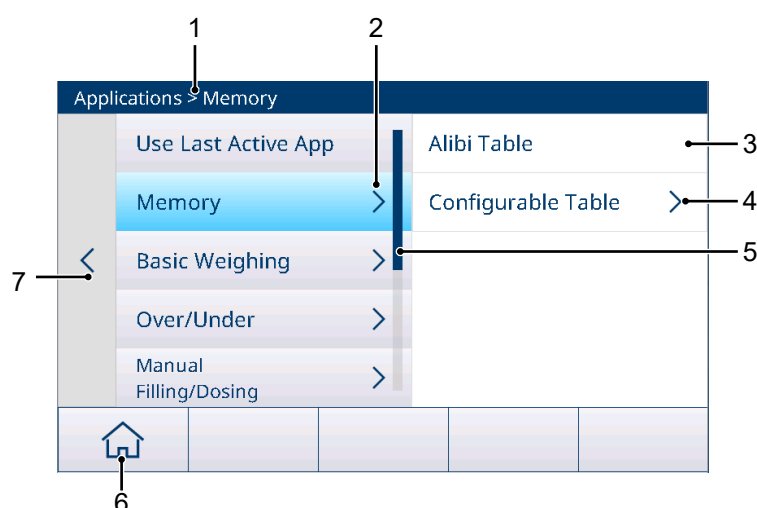 1
2
Applications > Memory
Use Last Active App
Alibi Table
3
Memory
Configurable Table
4
Basic Weighing
5
7
Over/Under
Manual
Filling/Dosing
6